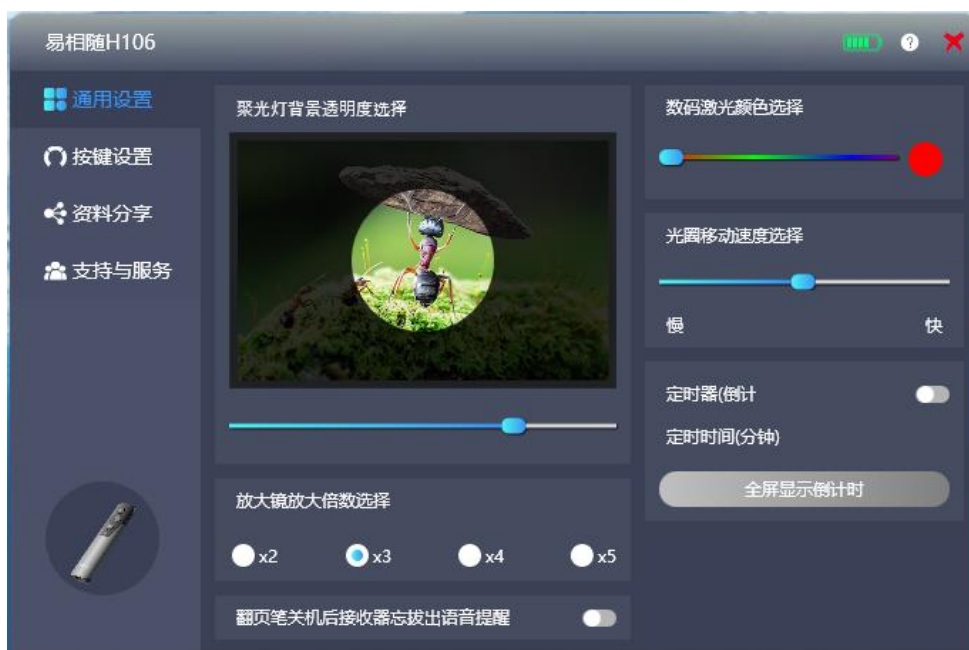 易相随H106
?
通用设置
按键设置
资料分享
支持与服务
聚光灯背景透明度选择
放大镜放大倍数选择
x2 x3 x4 x5
翻页笔关机后接收器忘拔出语音提醒
数码激光颜色选择
光圈移动速度选择
慢 快
定时器(倒计
定时时间(分钟)
全屏显示倒计时